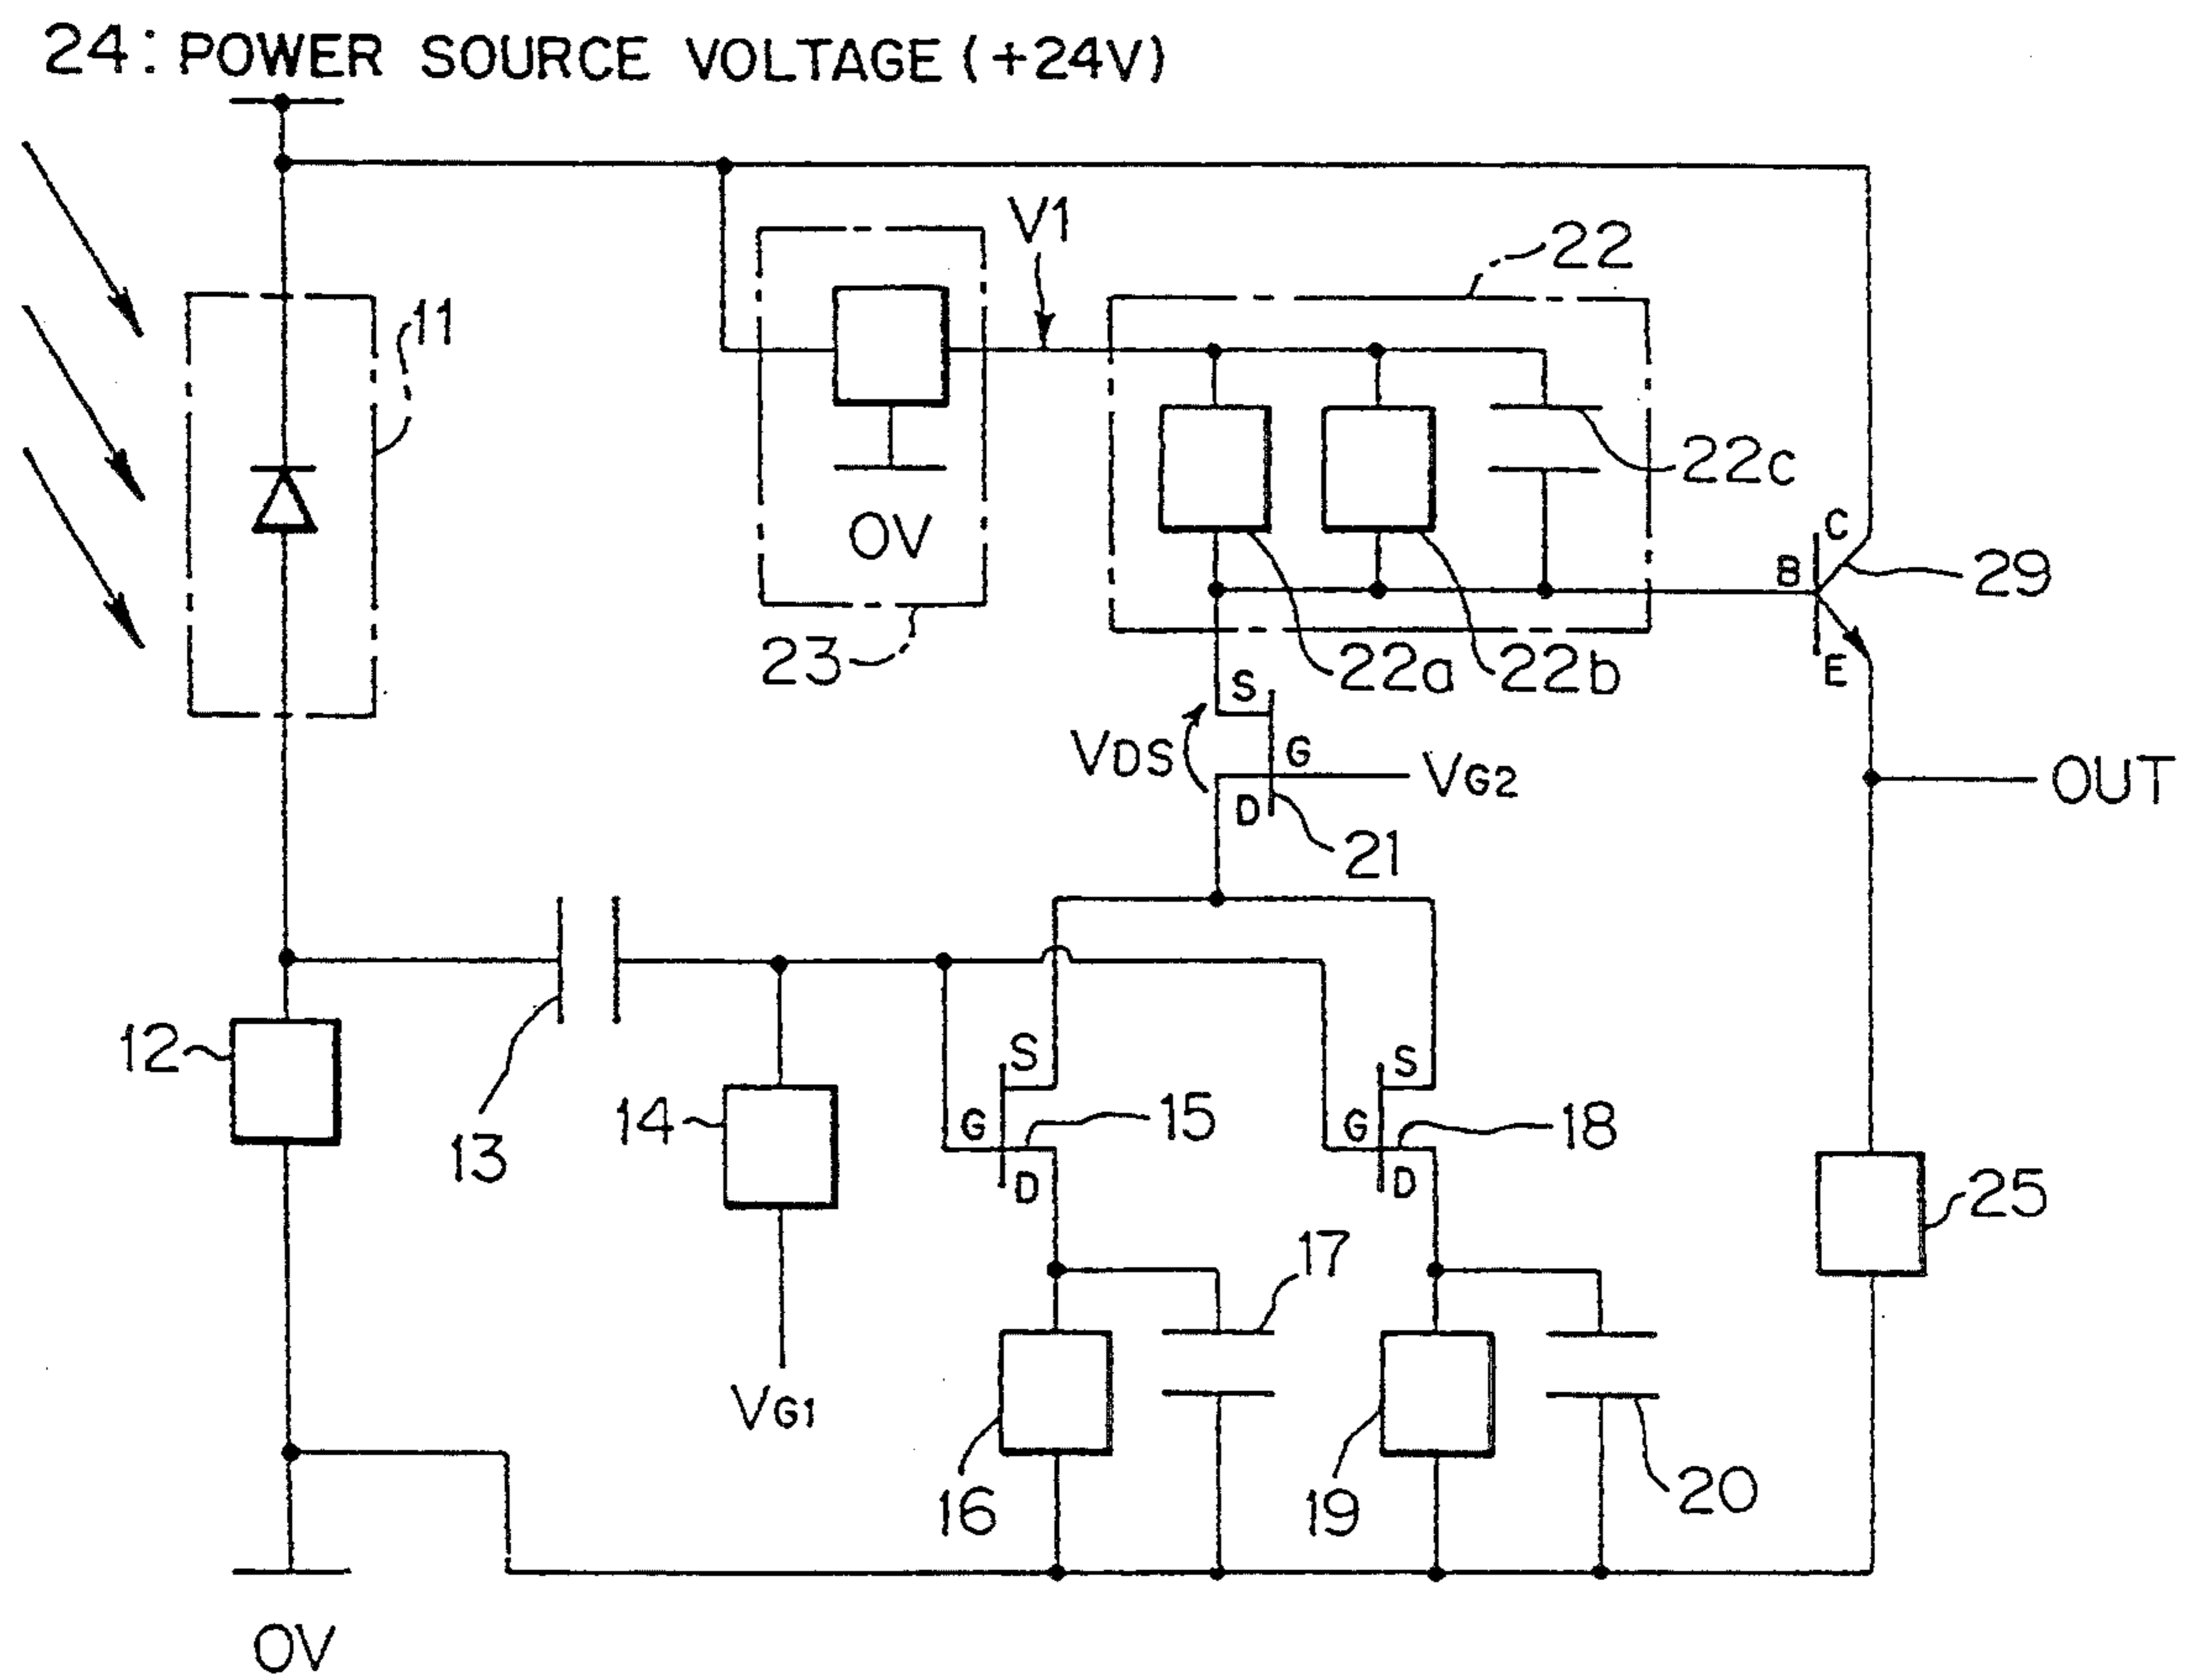 24: POWER SOURCE VOLTAGE (+24V)
V1
22
11
22c
0V
C
B
29
23
22a
22b
E
S
VDS
G
VG2
D
OUT
21
12
S
S
14
G
15
G
18
13
D
D
25
17
VG1
16
19
20
0V